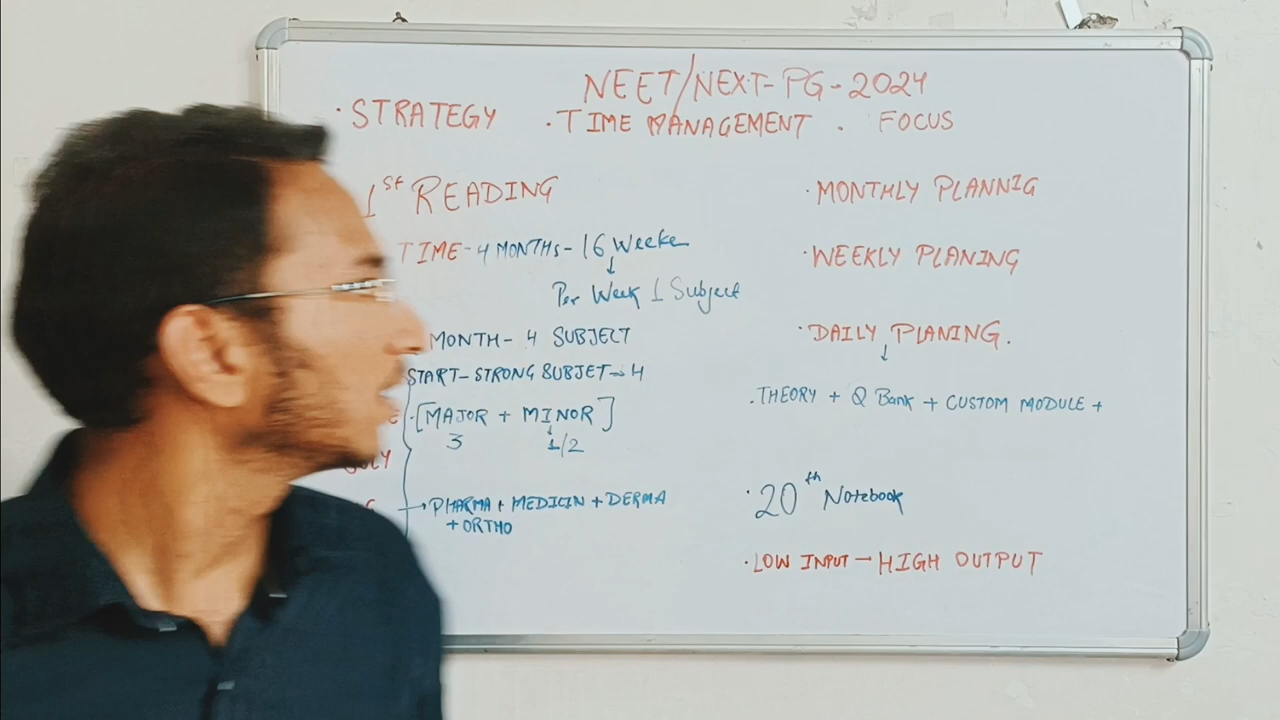 NEET/NEXT-PG-2024
·STRATEGY ·TIME MANAGEMENT . FOCUS
1st READING
TIME-4 MONTHS-16 Weeke
↓
Per Week 1 Subject
MONTH-4 SUBJECT
START-STRONG SUBJET→4
·[MAJOR + MINOR]
3 1/2
→PHARMA+MEDICIN+DERMA
+ORTHO
·MONTHLY PLANNIG
·WEEKLY PLANING
·DAILY PLANING.
↓
.THEORY + Q Bank + CUSTOM MODULE +
·20th Notebook
·LOW INPUT → HIGH OUTPUT